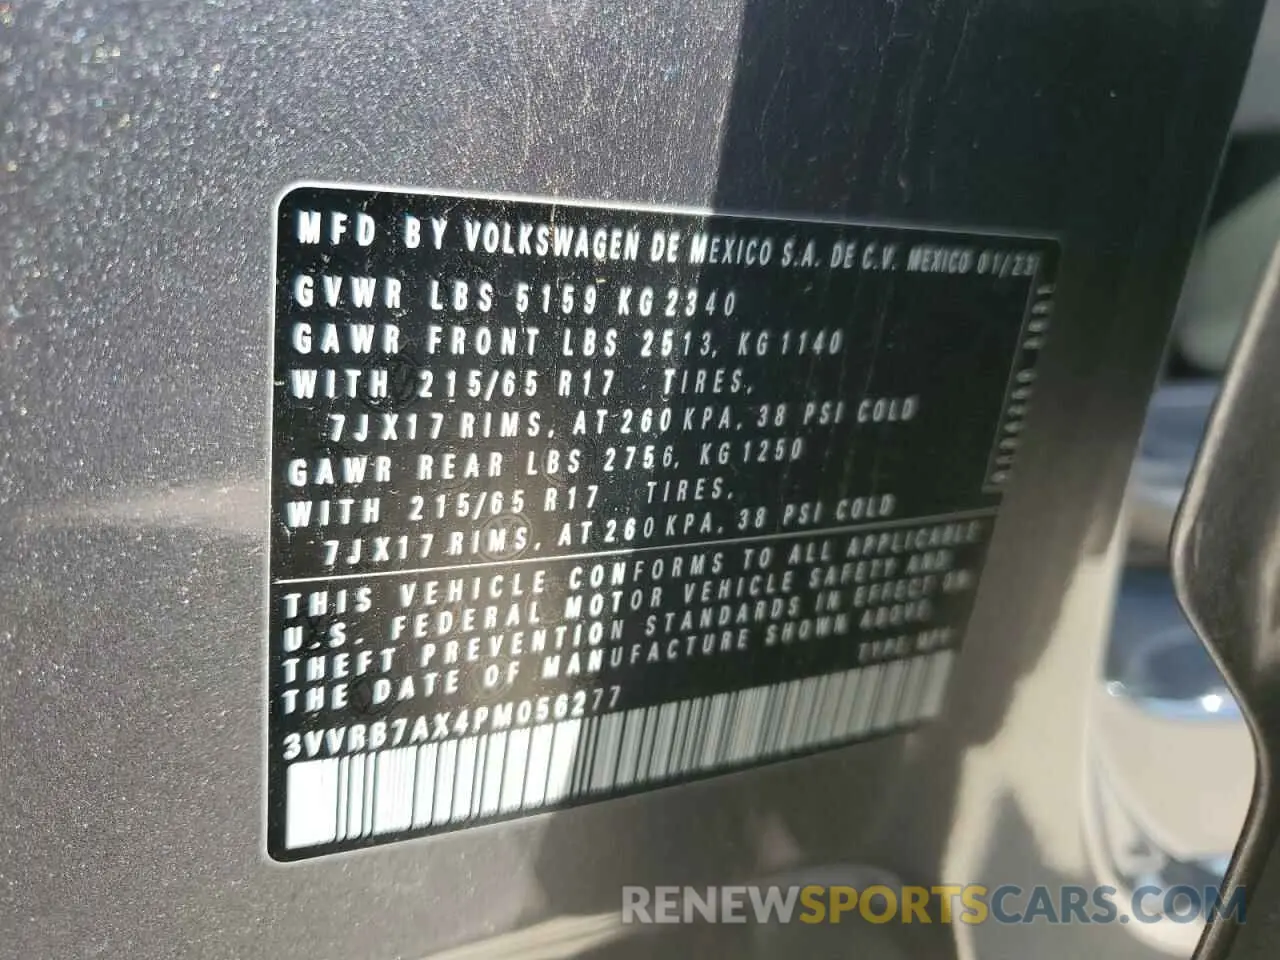 MFD BY VOLKSWAGEN DE MEXICO S.A. DE C.V. MEXICO 01/23
GVWR LBS 5159 KG 2340
GAWR FRONT LBS 2513, KG 1140
WITH 215/65 R17 TIRES,
7JX17 RIMS, AT 260 KPA, 38 PSI COLD
GAWR REAR LBS 2756, KG 1250
WITH 215/65 R17 TIRES,
7JX17 RIMS, AT 260 KPA, 38 PSI COLD
THIS VEHICLE CONFORMS TO ALL APPLICABLE
U.S. FEDERAL MOTOR VEHICLE SAFETY AND
THEFT PREVENTION STANDARDS IN EFFECT ON
THE DATE OF MANUFACTURE SHOWN ABOVE.
TYPE: MPV
3VVRB7AX4PM056277
RENEWSPORTSCARS.COM